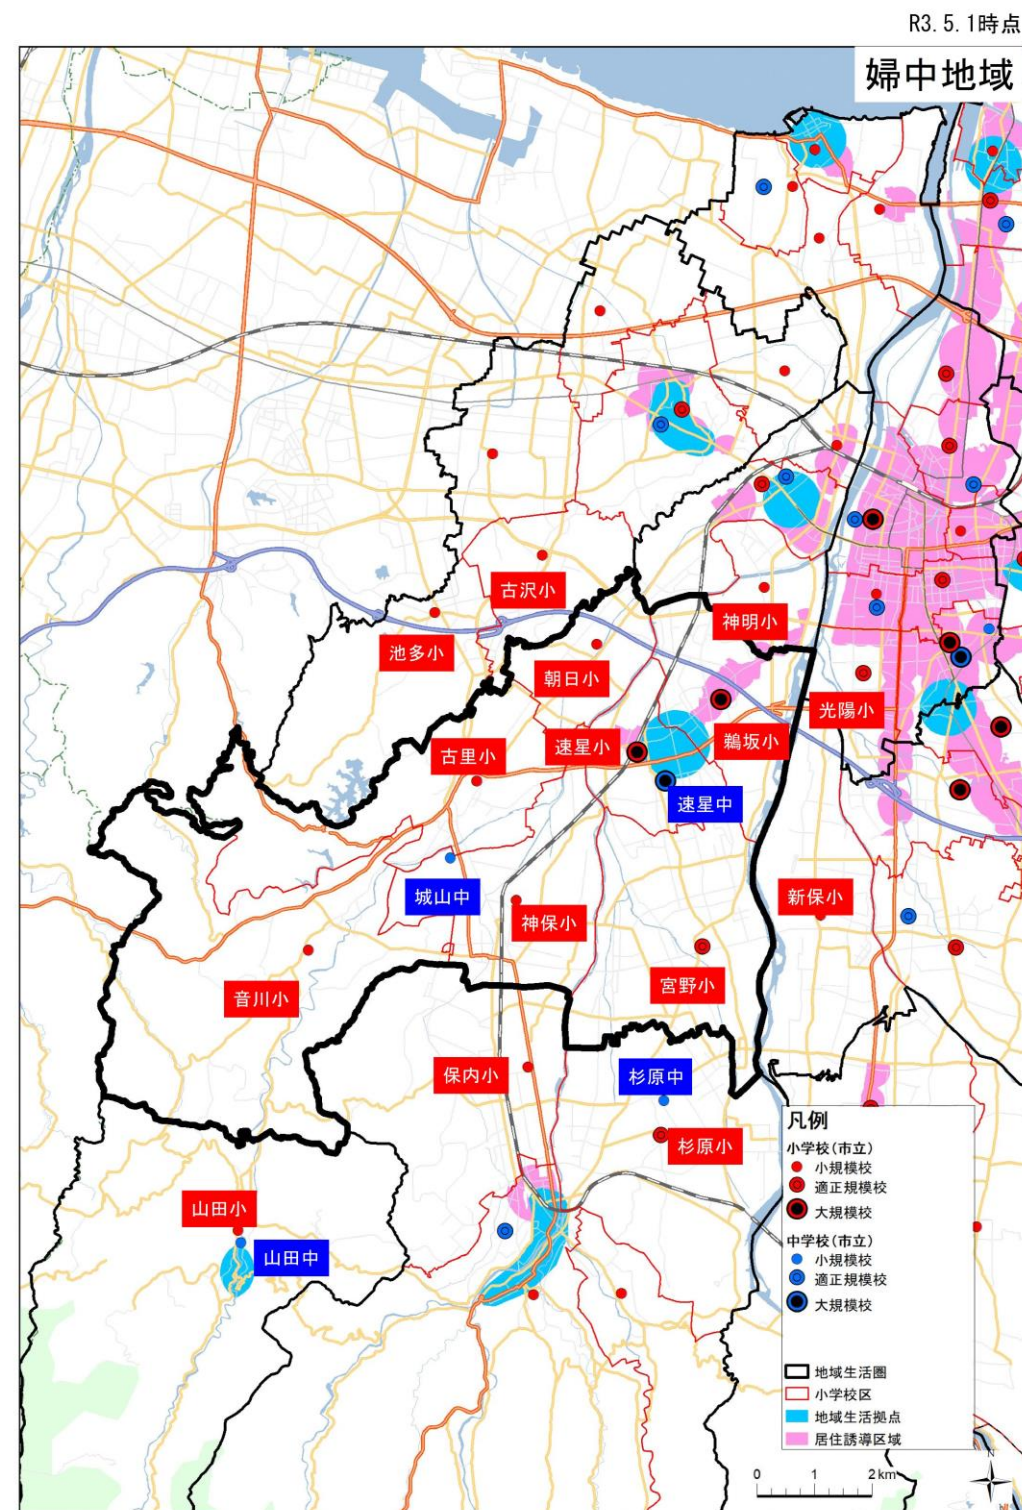 R3.5.1時点
婦中地域
古沢小
神明小
池多小
朝日小
光陽小
速星小
鵜坂小
古里小
速星中
城山中
新保小
神保小
宮野小
音川小
保内小
杉原中
杉原小
山田小
山田中
凡例
小学校(市立)
小規模校
適正規模校
大規模校
中学校(市立)
小規模校
適正規模校
大規模校
地域生活圏
小学校区
地域生活拠点
居住誘導区域
N
0 1 2km